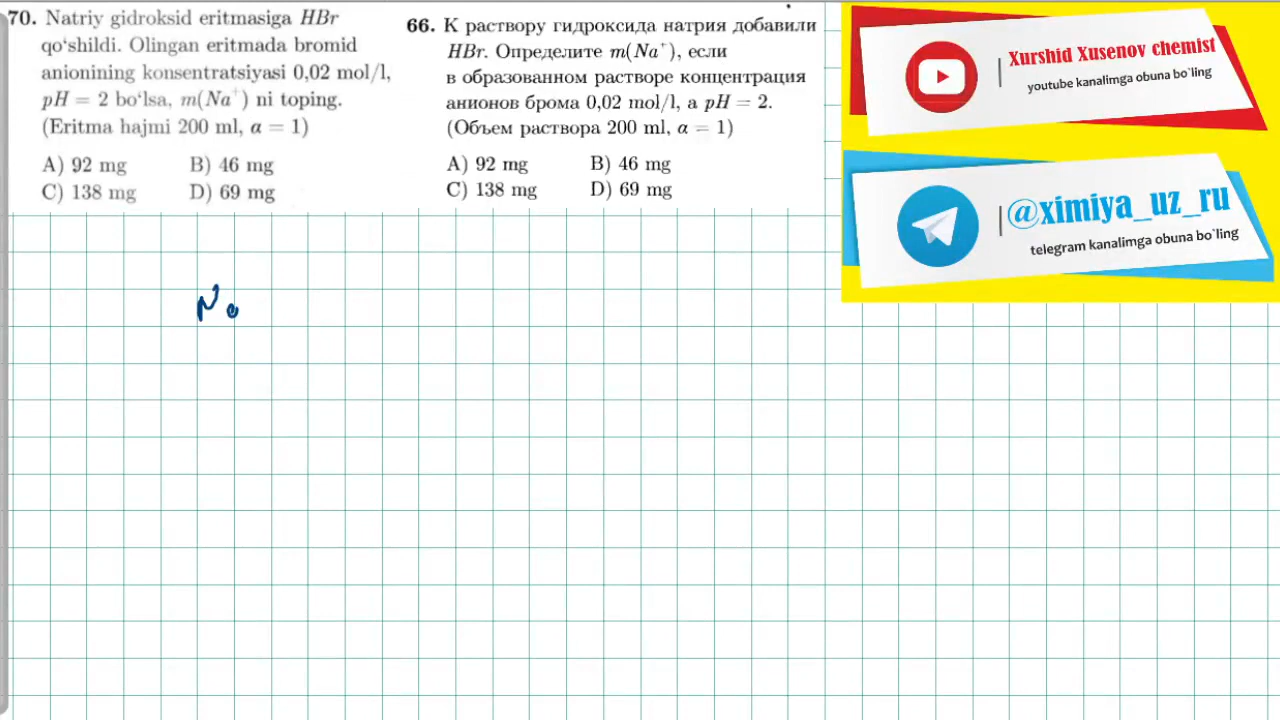 70. Natriy gidroksid eritmasiga HBr
qo‘shildi. Olingan eritmada bromid
anionining konsentratsiyasi 0,02 mol/l,
pH = 2 bo‘lsa, m(Na⁺) ni toping.
(Eritma hajmi 200 ml, α = 1)
A) 92 mg B) 46 mg
C) 138 mg D) 69 mg
66. К раствору гидроксида натрия добавили
HBr. Определите m(Na⁺), если
в образованном растворе концентрация
анионов брома 0,02 mol/l, а pH = 2.
(Объем раствора 200 ml, α = 1)
A) 92 mg B) 46 mg
C) 138 mg D) 69 mg
Xurshid Xusenov chemist
youtube kanalimga obuna bo`ling
@ximiya_uz_ru
telegram kanalimga obuna bo`ling
Na